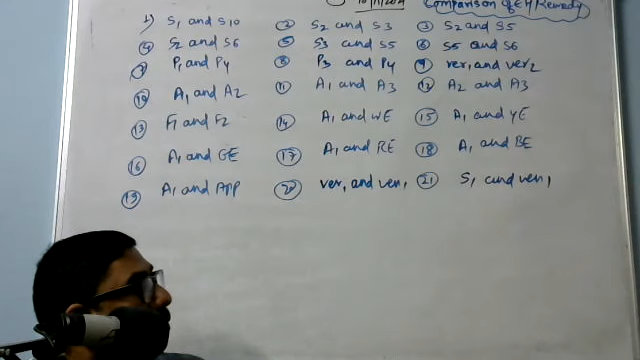 Comparison of EH Remedy
1) S1 and S10 ② S2 and S3 ③ S2 and S5
④ S2 and S6 ⑤ S3 and S5 ⑥ S5 and S6
⑦ P1 and P4 ⑧ P3 and P4 ⑨ ver1 and ver2
⑩ A1 and A2 ⑪ A1 and A3 ⑫ A2 and A3
⑬ F1 and F2 ⑭ A1 and WE ⑮ A1 and YE
⑯ A1 and GE ⑰ A1 and RE ⑱ A1 and BE
⑲ A1 and APP ⑳ ver1 and ven1 ㉑ S1 and ven1